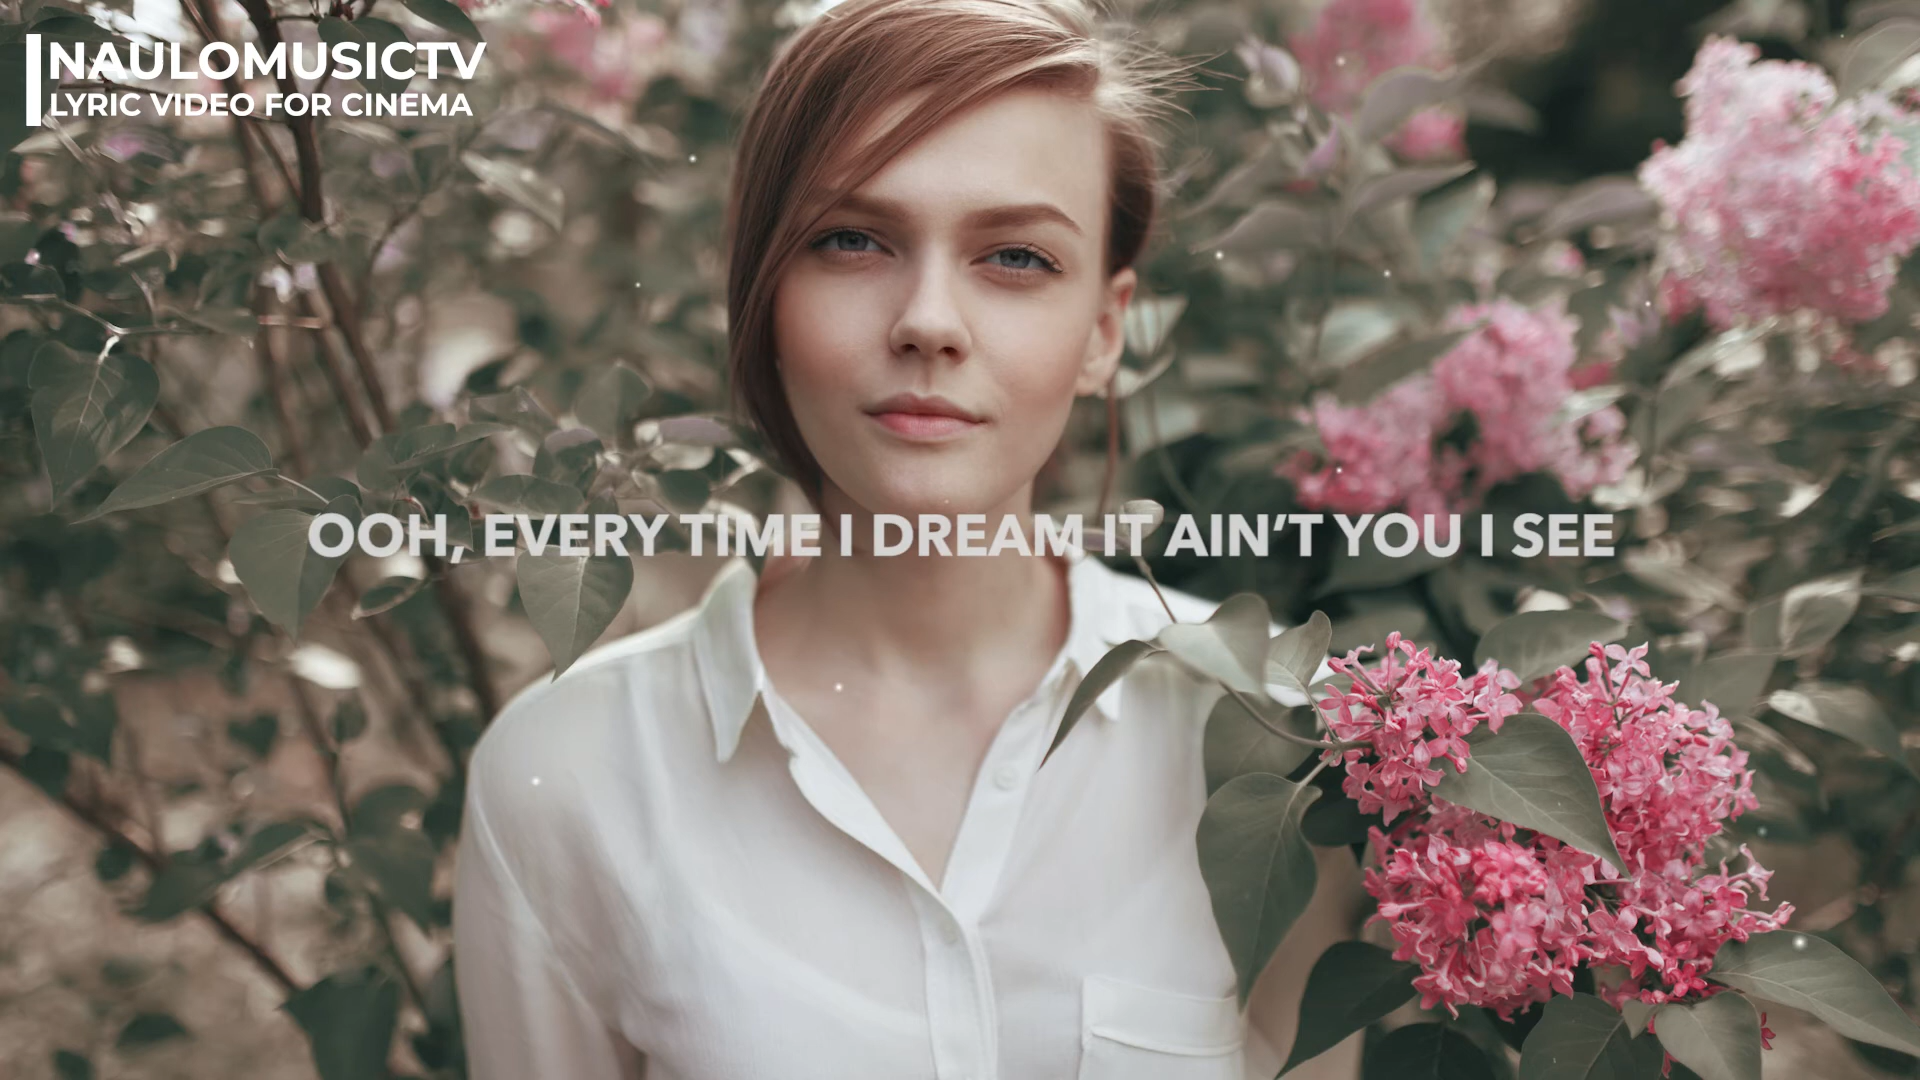 NAULOMUSICTV
LYRIC VIDEO FOR CINEMA
OOH, EVERY TIME I DREAM IT AIN’T YOU I SEE